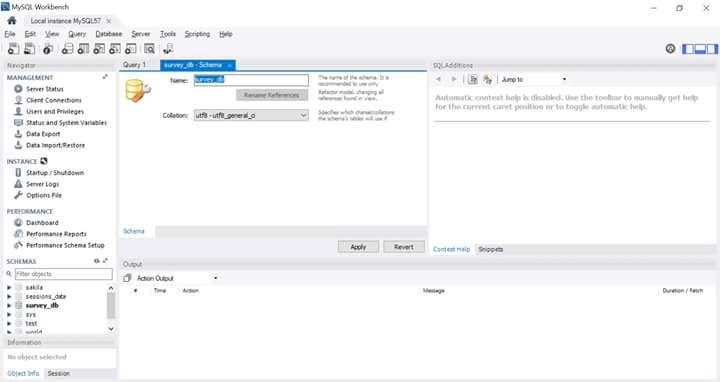 MySQL Workbench
Local instance MySQL57
File Edit View Query Database Server Tools Scripting Help
Navigator
MANAGEMENT
Server Status
Client Connections
Users and Privileges
Status and System Variables
Data Export
Data Import/Restore
INSTANCE
Startup / Shutdown
Server Logs
Options File
PERFORMANCE
Dashboard
Performance Reports
Performance Schema Setup
SCHEMAS
Filter objects
sakila
sessions_data
survey_db
sys
test
world
Information
No object selected
Object Info Session
Query 1 survey_db - Schema
Name: survey_db
The name of the schema. It is
recommended to use only
Rename References
Refactor model, changing all
references found in view,
Collation: utf8 - utf8_general_ci
Specifies which charset/collations
the schema's tables will use if
Schema
Apply Revert
SQL Additions
Jump to
Automatic context help is disabled. Use the toolbar to manually get help
for the current caret position or to toggle automatic help.
Context Help Snippets
Output
Action Output
# Time Action Message Duration / Fetch